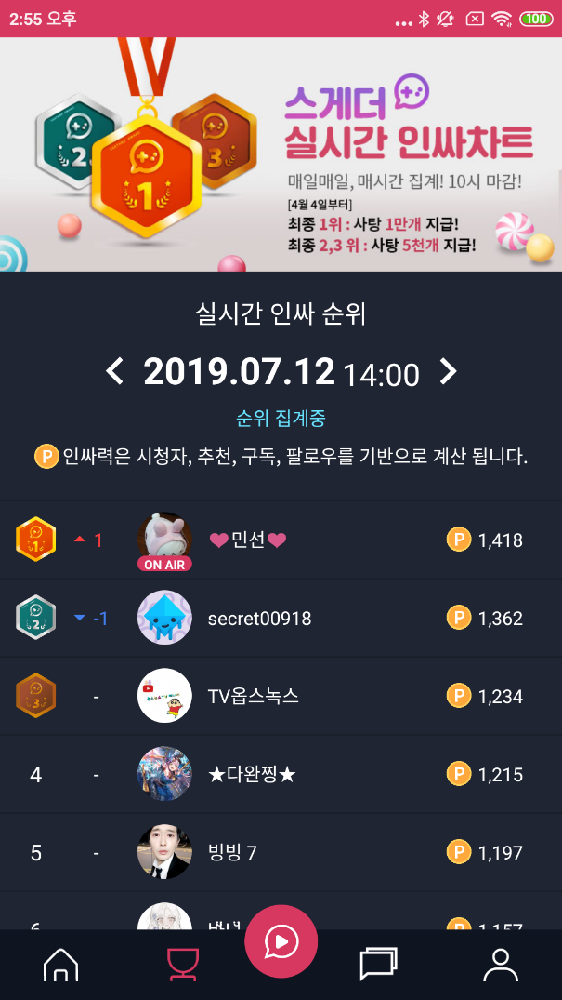 2:55 오후
100
스게더
실시간 인싸차트
매일매일, 매시간 집계! 10시 마감!
[4월 4일부터]
최종 1위 : 사탕 1만개 지급!
최종 2,3 위 : 사탕 5천개 지급!
2
1
3
실시간 인싸 순위
2019.07.12 14:00
순위 집계중
P 인싸력은 시청자, 추천, 구독, 팔로우를 기반으로 계산 됩니다.
1 1 ❤민선❤ P 1,418
ON AIR
2 -1 secret00918 P 1,362
3 - TV옵스녹스 P 1,234
4 - ★다완찡★ P 1,215
5 - 빙빙 7 P 1,197
6 P 1,157